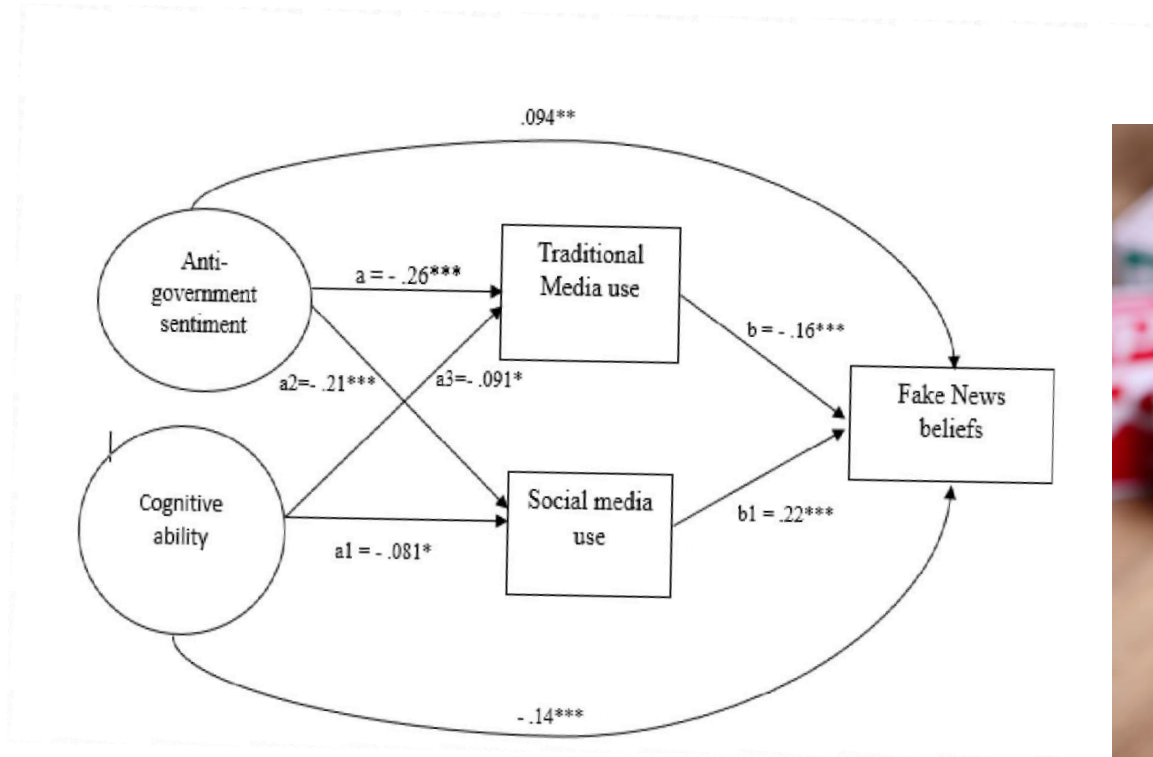 .094**
Anti-
government
sentiment
a = - .26***
Traditional
Media use
b = - .16***
a2=- .21***
a3=- .091*
Fake News
beliefs
Cognitive
ability
Social media
use
b1 = .22***
a1 = - .081*
- .14***